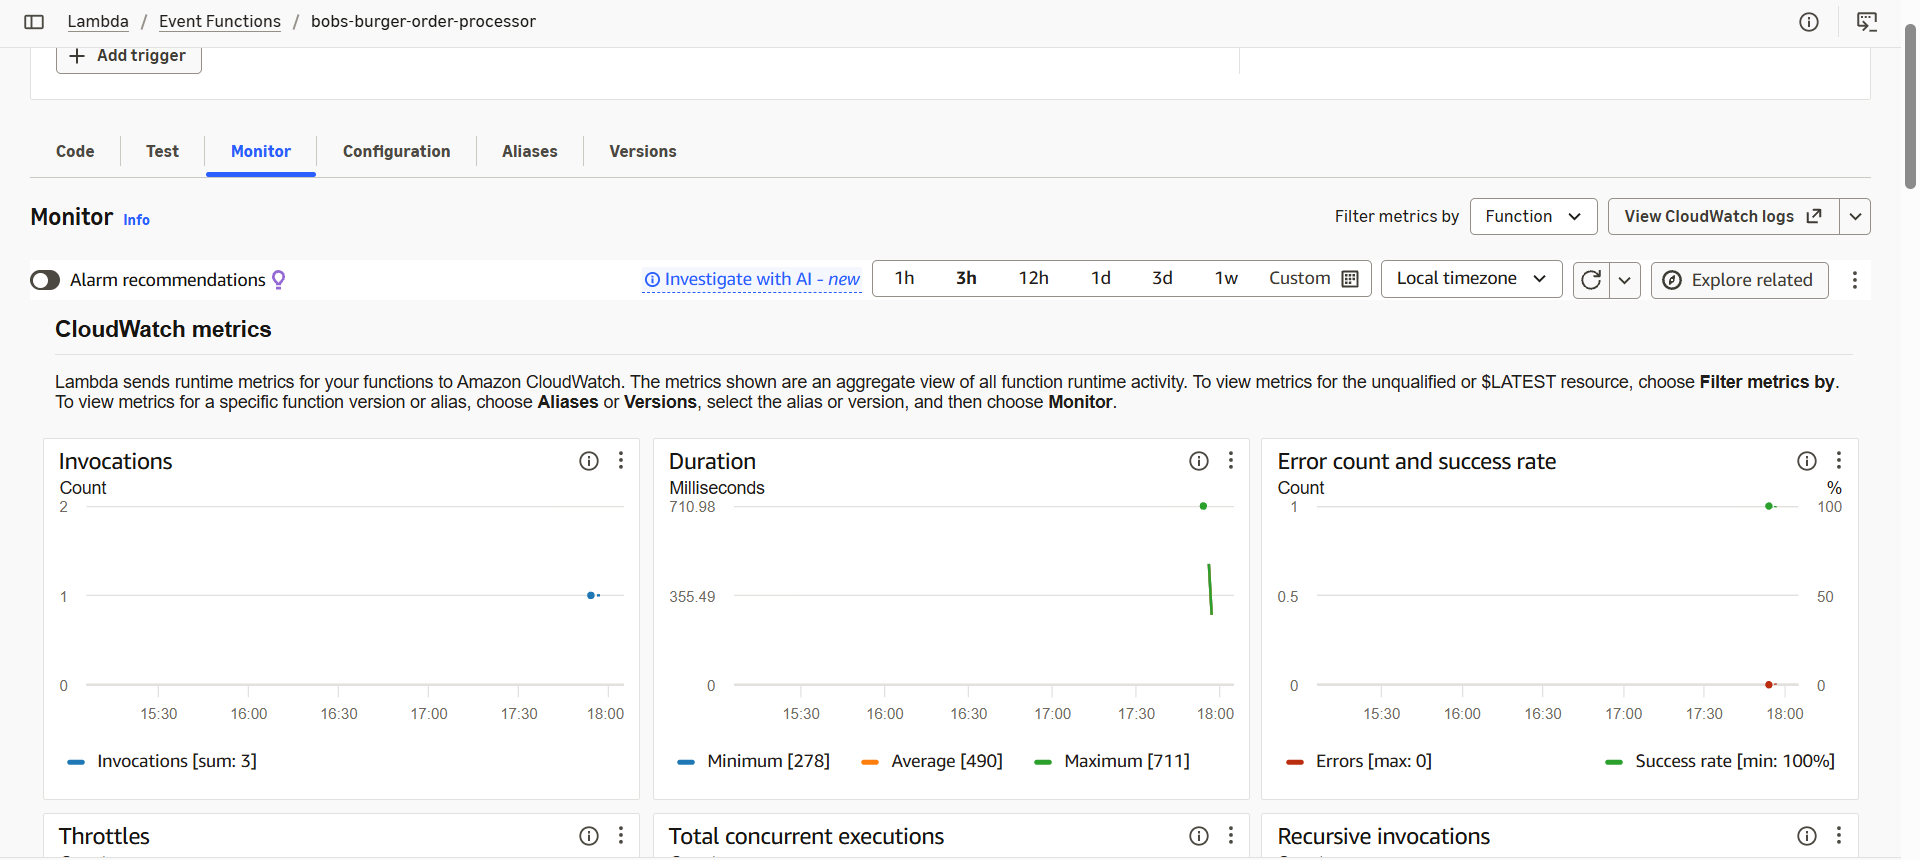 Lambda / Event Functions / bobs-burger-order-processor
Add trigger
Code Test Monitor Configuration Aliases Versions
Monitor Info
Filter metrics by Function View CloudWatch logs
Alarm recommendations Investigate with AI - new 1h 3h 12h 1d 3d 1w Custom Local timezone Explore related
CloudWatch metrics
Lambda sends runtime metrics for your functions to Amazon CloudWatch. The metrics shown are an aggregate view of all function runtime activity. To view metrics for the unqualified or $LATEST resource, choose Filter metrics by.
To view metrics for a specific function version or alias, choose Aliases or Versions, select the alias or version, and then choose Monitor.
Invocations
Count
2
1
0
15:30 16:00 16:30 17:00 17:30 18:00
Invocations [sum: 3]
Duration
Milliseconds
710.98
355.49
0
15:30 16:00 16:30 17:00 17:30 18:00
Minimum [278] Average [490] Maximum [711]
Error count and success rate
Count %
1 100
0.5 50
0 0
15:30 16:00 16:30 17:00 17:30 18:00
Errors [max: 0] Success rate [min: 100%]
Throttles
Total concurrent executions
Recursive invocations